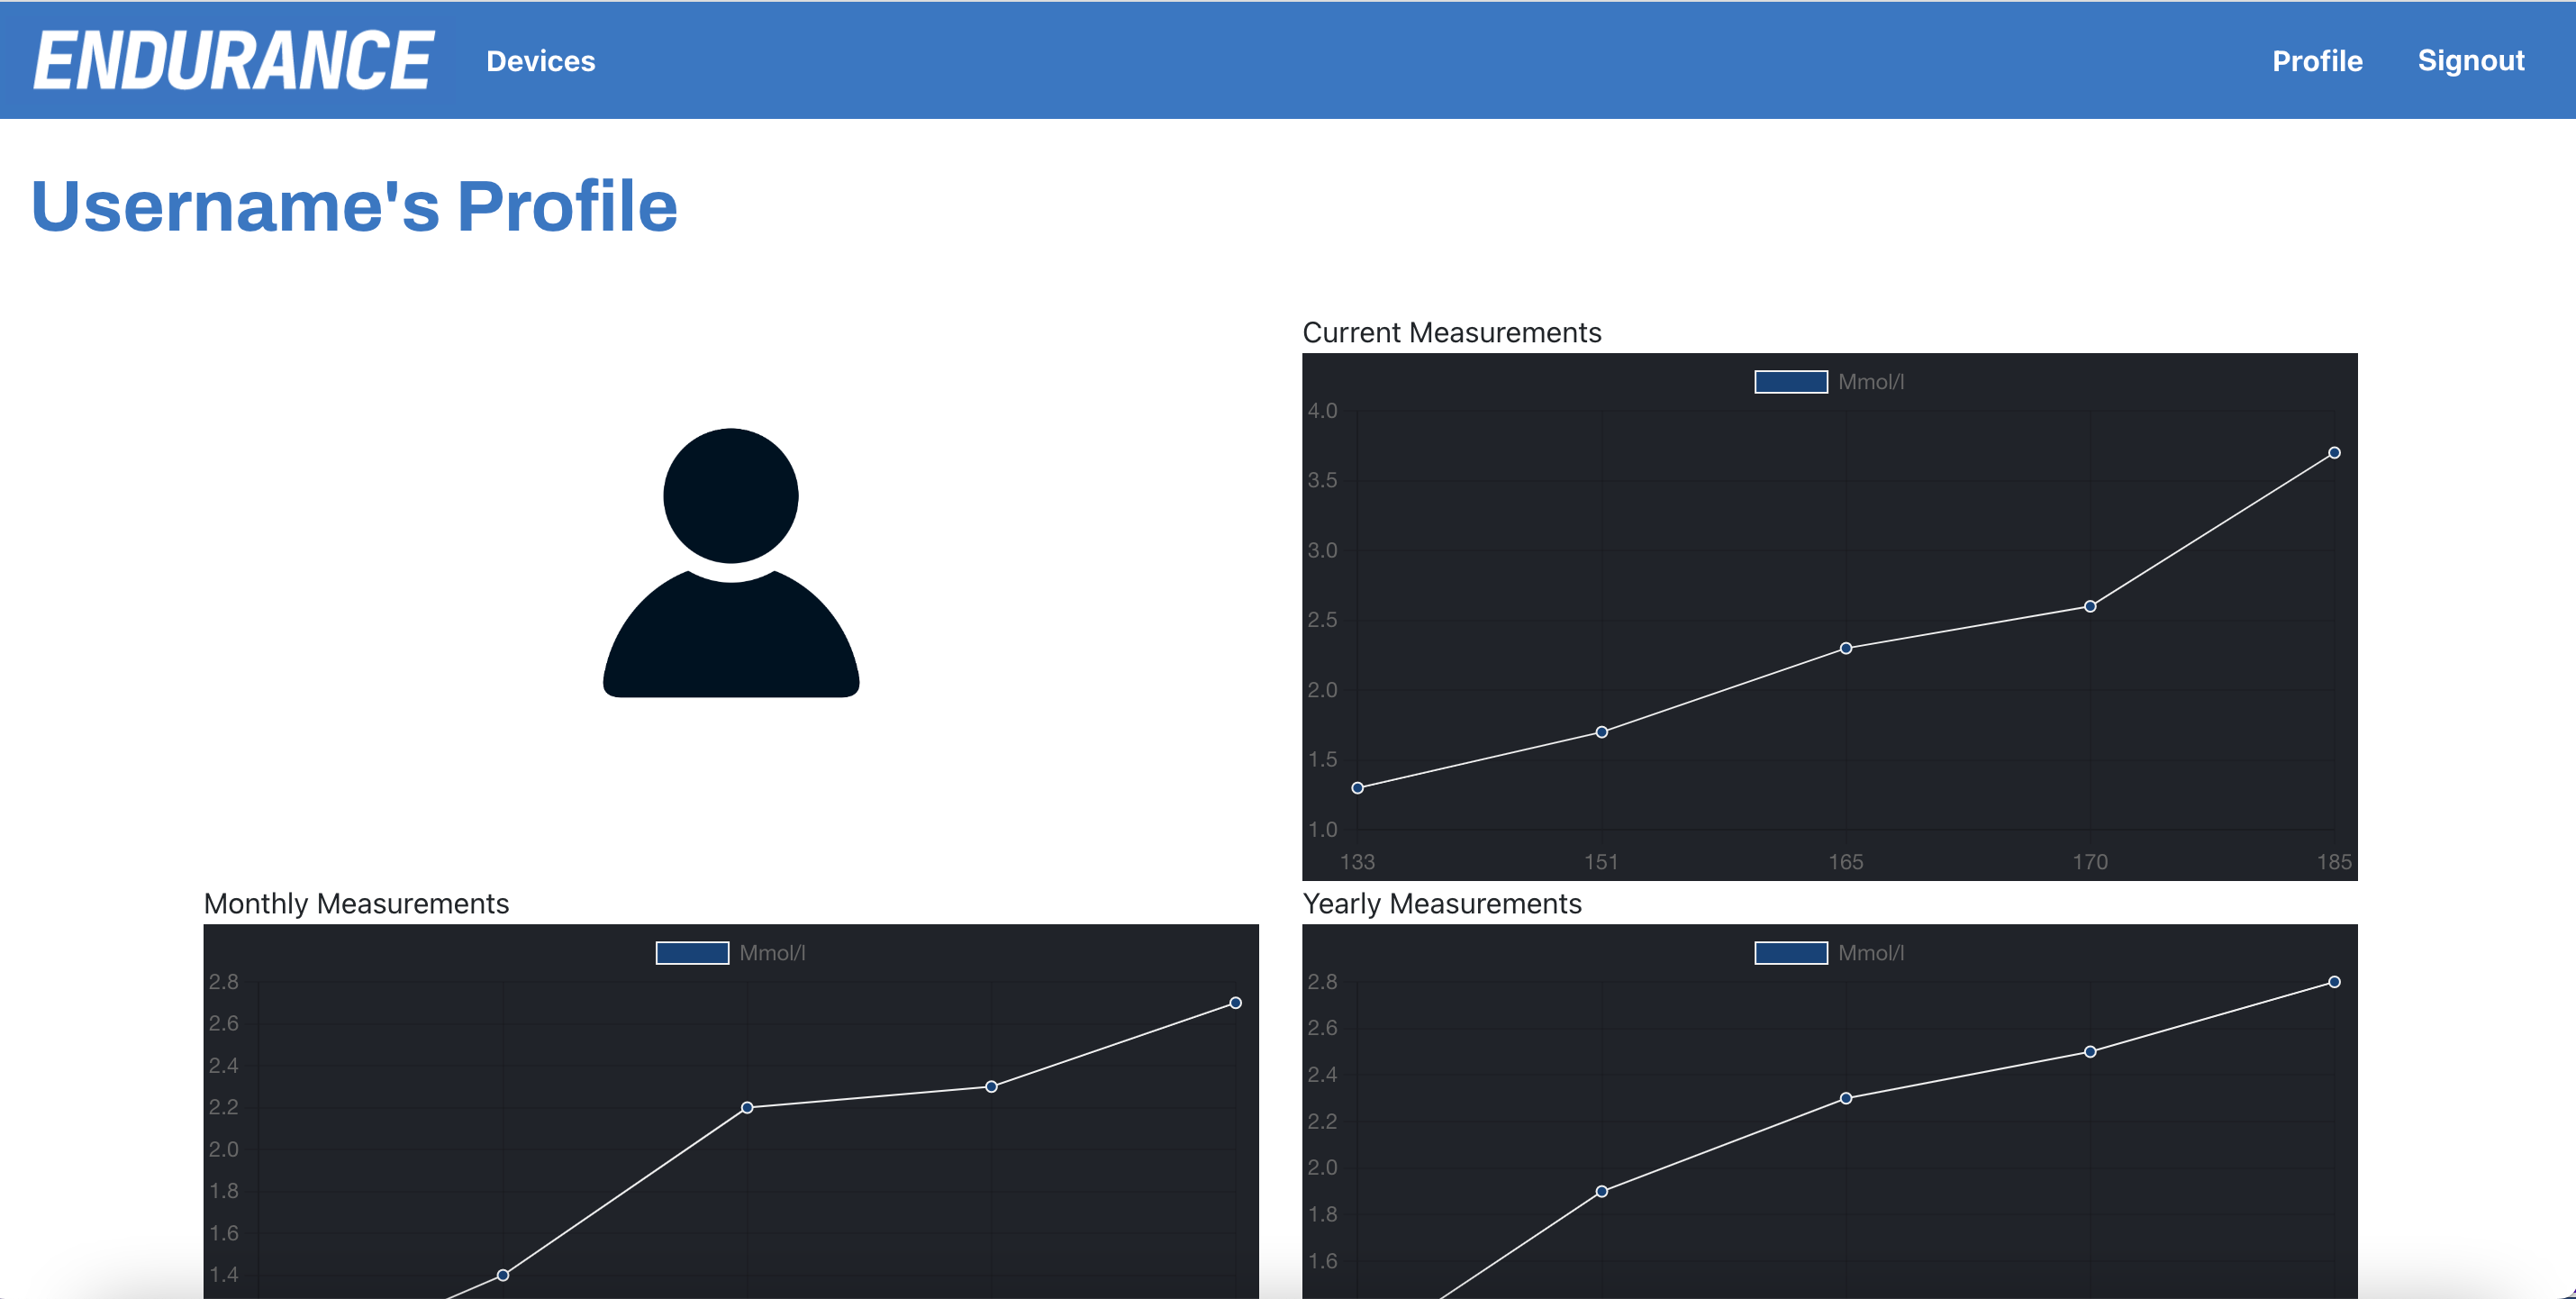 ENDURANCE Devices Profile Signout
Username's Profile
Current Measurements
Mmol/l
4.0
3.5
3.0
2.5
2.0
1.5
1.0
133 151 165 170 185
Monthly Measurements
Mmol/l
2.8
2.6
2.4
2.2
2.0
1.8
1.6
1.4
Yearly Measurements
Mmol/l
2.8
2.6
2.4
2.2
2.0
1.8
1.6